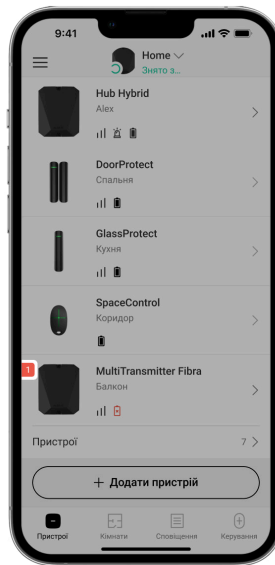 9:41
Home
Знято з...
Hub Hybrid
Alex
DoorProtect
Спальня
GlassProtect
Кухня
SpaceControl
Коридор
1
MultiTransmitter Fibra
Балкон
Пристрої 7
+ Додати пристрій
Пристрої Кімнати Сповіщення Керування